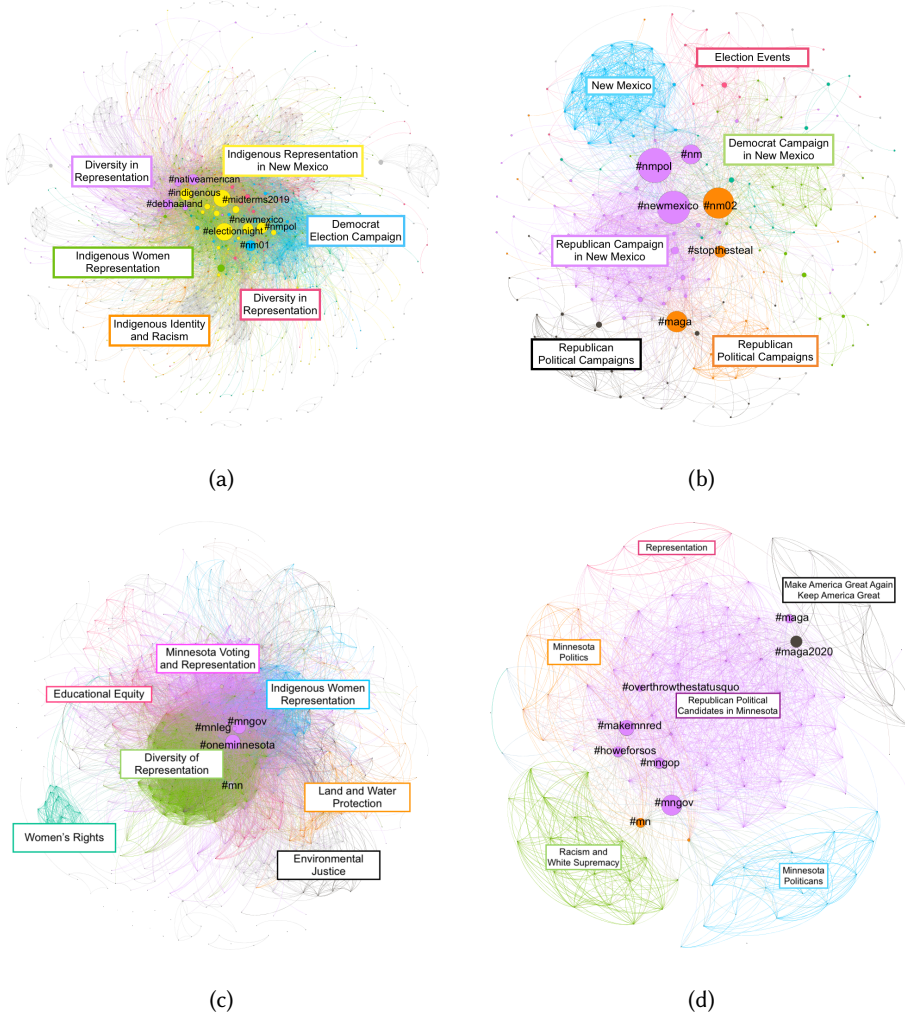 Diversity in
Representation
Indigenous Representation
in New Mexico
#nativeamerican
#indigenous
#midterms2019
#debhaaland
#newmexico
#nmpol
#electionnight
#nm01
Democrat
Election Campaign
Indigenous Women
Representation
Diversity in
Representation
Indigenous Identity
and Racism
(a)
Election Events
New Mexico
Democrat Campaign
in New Mexico
#nm
#nmpol
#newmexico
#nm02
Republican Campaign
in New Mexico
#stopthesteal
#maga
Republican
Political Campaigns
Republican
Political Campaigns
(b)
Minnesota Voting
and Representation
Educational Equity
Indigenous Women
Representation
#mngov
#mnleg
#oneminnesota
Diversity of
Representation
#mn
Land and Water
Protection
Women's Rights
Environmental
Justice
(c)
Representation
Make America Great Again
Keep America Great
#maga
#maga2020
Minnesota
Politics
#overthrowthestatusquo
Republican Political
Candidates in Minnesota
#makemnred
#howeforsos
#mngop
#mngov
#mn
Racism and
White Supremacy
Minnesota
Politicans
(d)